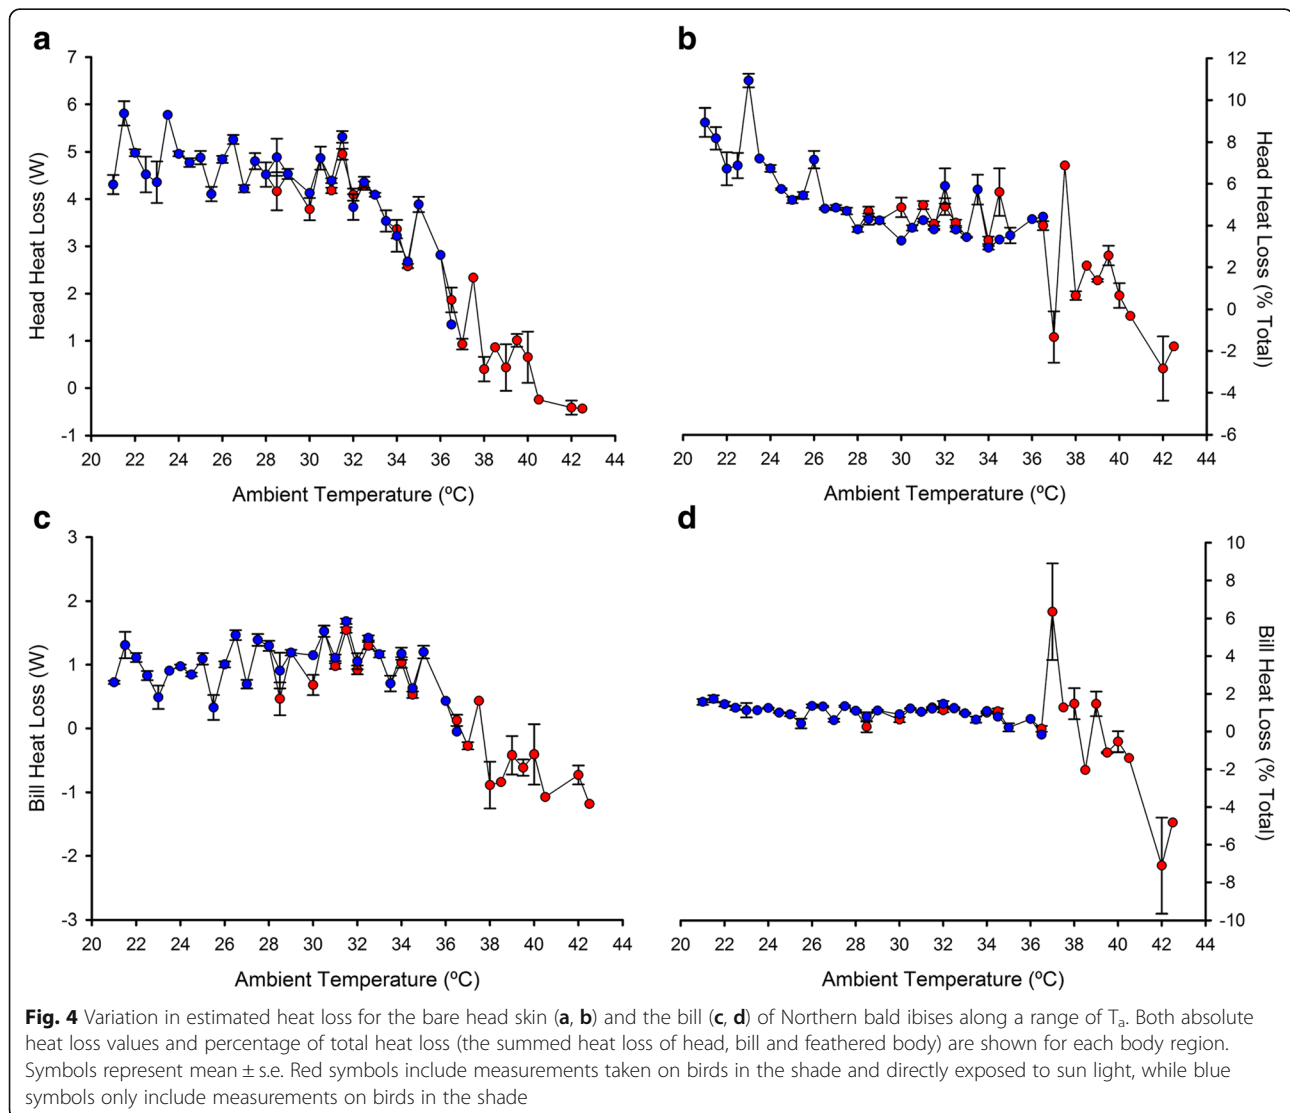 a
b
7
6
5
4
3
2
1
0
-1
Head Heat Loss (W)
20 22 24 26 28 30 32 34 36 38 40 42 44
Ambient Temperature (ºC)
12
10
8
6
4
2
0
-2
-4
-6
Head Heat Loss (% Total)
20 22 24 26 28 30 32 34 36 38 40 42 44
Ambient Temperature (ºC)
c
d
3
2
1
0
-1
-2
-3
Bill Heat Loss (W)
20 22 24 26 28 30 32 34 36 38 40 42 44
Ambient Temperature (ºC)
10
8
6
4
2
0
-2
-4
-6
-8
-10
Bill Heat Loss (% Total)
20 22 24 26 28 30 32 34 36 38 40 42 44
Ambient Temperature (ºC)
Fig. 4 Variation in estimated heat loss for the bare head skin (a, b) and the bill (c, d) of Northern bald ibises along a range of Ta. Both absolute
heat loss values and percentage of total heat loss (the summed heat loss of head, bill and feathered body) are shown for each body region.
Symbols represent mean ± s.e. Red symbols include measurements taken on birds in the shade and directly exposed to sun light, while blue
symbols only include measurements on birds in the shade